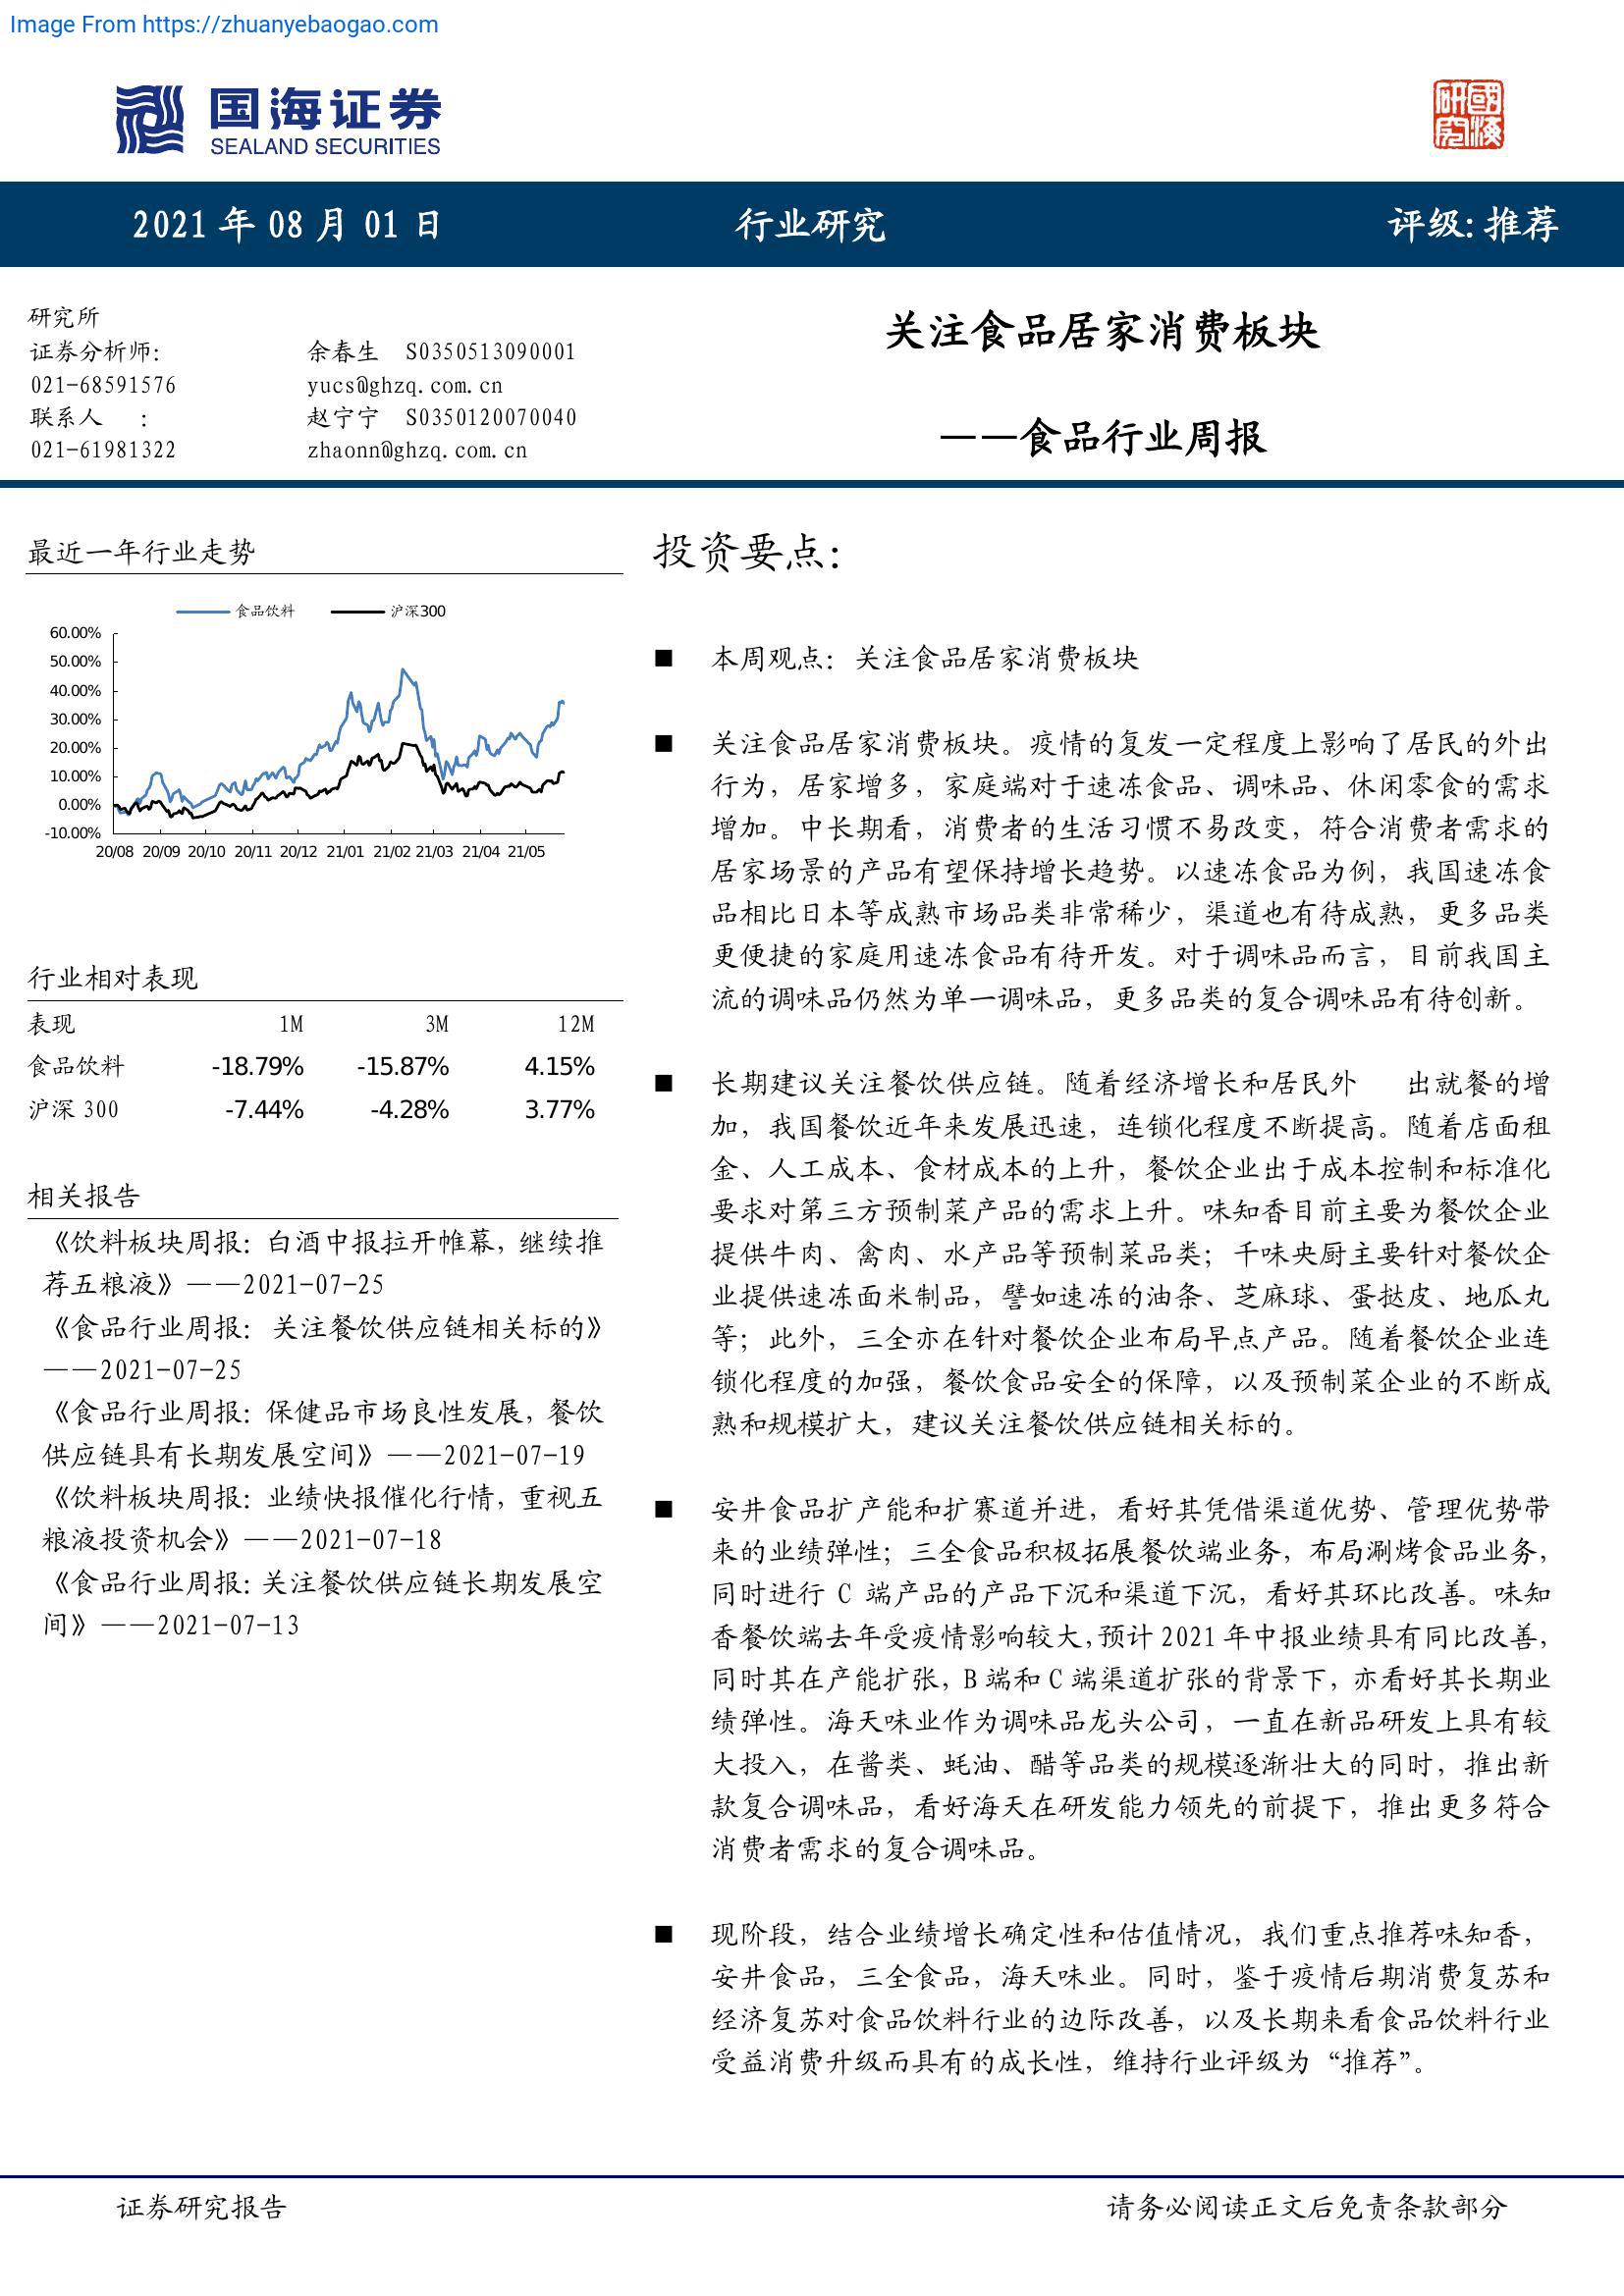 Image From https://zhuanyebaogao.com
国海证券
SEALAND SECURITIES
研國
究海
2021 年 08 月 01 日 行业研究 评级:推荐
研究所
证券分析师: 余春生 S0350513090001
021-68591576 yucs@ghzq.com.cn
联系人 : 赵宁宁 S0350120070040
021-61981322 zhaonn@ghzq.com.cn
关注食品居家消费板块
——食品行业周报
最近一年行业走势
食品饮料 沪深300
60.00%
50.00%
40.00%
30.00%
20.00%
10.00%
0.00%
-10.00%
20/08 20/09 20/10 20/11 20/12 21/01 21/02 21/03 21/04 21/05
行业相对表现
表现 1M 3M 12M
食品饮料 -18.79% -15.87% 4.15%
沪深 300 -7.44% -4.28% 3.77%
相关报告
《饮料板块周报：白酒中报拉开帷幕，继续推
荐五粮液》——2021-07-25
《食品行业周报： 关注餐饮供应链相关标的》
——2021-07-25
《食品行业周报：保健品市场良性发展，餐饮
供应链具有长期发展空间》——2021-07-19
《饮料板块周报：业绩快报催化行情，重视五
粮液投资机会》——2021-07-18
《食品行业周报：关注餐饮供应链长期发展空
间》——2021-07-13
投资要点：
■ 本周观点：关注食品居家消费板块
■ 关注食品居家消费板块。疫情的复发一定程度上影响了居民的外出
行为，居家增多，家庭端对于速冻食品、调味品、休闲零食的需求
增加。中长期看，消费者的生活习惯不易改变，符合消费者需求的
居家场景的产品有望保持增长趋势。以速冻食品为例，我国速冻食
品相比日本等成熟市场品类非常稀少，渠道也有待成熟，更多品类
更便捷的家庭用速冻食品有待开发。对于调味品而言，目前我国主
流的调味品仍然为单一调味品，更多品类的复合调味品有待创新。
■ 长期建议关注餐饮供应链。随着经济增长和居民外 出就餐的增
加，我国餐饮近年来发展迅速，连锁化程度不断提高。随着店面租
金、人工成本、食材成本的上升，餐饮企业出于成本控制和标准化
要求对第三方预制菜产品的需求上升。味知香目前主要为餐饮企业
提供牛肉、禽肉、水产品等预制菜品类；千味央厨主要针对餐饮企
业提供速冻面米制品，譬如速冻的油条、芝麻球、蛋挞皮、地瓜丸
等；此外，三全亦在针对餐饮企业布局早点产品。随着餐饮企业连
锁化程度的加强，餐饮食品安全的保障，以及预制菜企业的不断成
熟和规模扩大，建议关注餐饮供应链相关标的。
■ 安井食品扩产能和扩赛道并进，看好其凭借渠道优势、管理优势带
来的业绩弹性；三全食品积极拓展餐饮端业务，布局涮烤食品业务，
同时进行 C 端产品的产品下沉和渠道下沉，看好其环比改善。味知
香餐饮端去年受疫情影响较大，预计 2021 年中报业绩具有同比改善，
同时其在产能扩张，B 端和 C 端渠道扩张的背景下，亦看好其长期业
绩弹性。海天味业作为调味品龙头公司，一直在新品研发上具有较
大投入，在酱类、蚝油、醋等品类的规模逐渐壮大的同时，推出新
款复合调味品，看好海天在研发能力领先的前提下，推出更多符合
消费者需求的复合调味品。
■ 现阶段，结合业绩增长确定性和估值情况，我们重点推荐味知香，
安井食品，三全食品，海天味业。同时，鉴于疫情后期消费复苏和
经济复苏对食品饮料行业的边际改善，以及长期来看食品饮料行业
受益消费升级而具有的成长性，维持行业评级为“推荐”。
证券研究报告 请务必阅读正文后免责条款部分